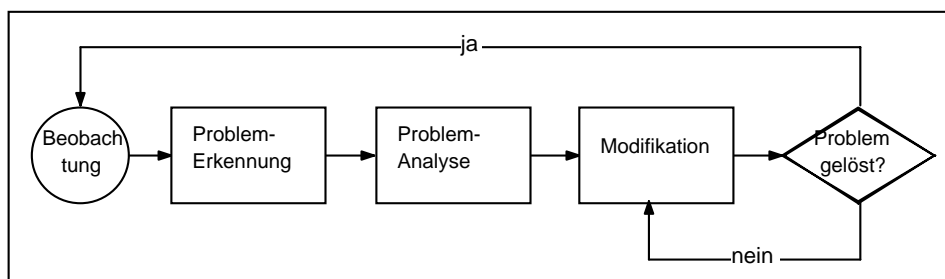 ja
Beobach
tung
Problem-
Erkennung
Problem-
Analyse
Modifikation
Problem
gelöst?
nein